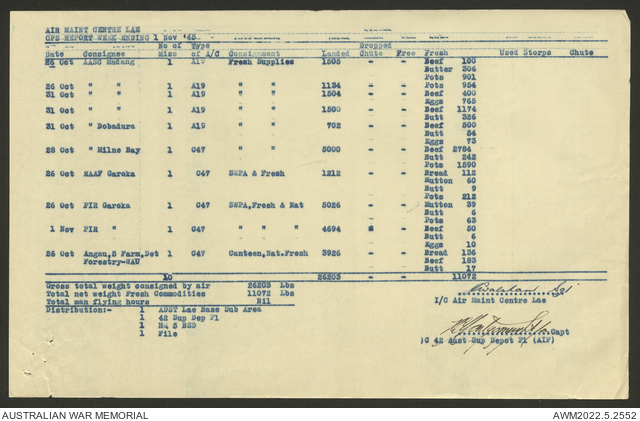 AIR MAINT CENTRE LAE
OPS REPORT WEEK ENDING 1 Nov '45
No of Type Dropped
Date Consignee Miss of A/C Consignment Landed Chute Free Fresh Used Storps Chute
26 Oct AASC Madang 1 A19 Fresh Supplies 1505 - - Beef 100
Butter 306
Pots 901
26 Oct " " 1 A19 " " 1134 - - Pots 954
31 Oct " " 1 A19 " " 1504 - - Beef 400
Eggs 765
31 Oct " " 1 A19 " " 1500 - - Beef 1174
Butt 326
31 Oct " Dobadura 1 A19 " " 702 - - Beef 500
Butt 54
Eggs 73
28 Oct " Milne Bay 1 C47 5000 - - Beef 2784
Butt 242
Pots 1590
26 Oct RAAF Garoka 1 C47 SWPA & Fresh 1212 - - Bread 112
Mutton 60
Butt 9
Pots 212
26 Oct PIR Garoka 1 C47 SWPA,Fresh & Nat 5026 - - Mutton 39
Butt 6
Pots 63
1 Nov PIR " 1 C47 " " " 4694 - Beef 50
Butt 6
Eggs 10
26 Oct Angau,5 Farm,Det 1 C47 Canteen,Nat.Fresh 3926 - - Bread 136
Forestry-WAU Beef 183
Butt 17
10 26203 - - 11072
Gross total weight consigned by air 26203 Lbs
Total net weight Fresh Commodities 11072 Lbs
Total man flying hours Nil
I/C Air Maint Centre Lae
Distribution:- 1 ADST Lae Base Sub Area
1 42 Sup Dep Pl
1 HQ 5 BSD
1 File
Capt
)C 42 Aust Sup Depot Pl (AIF)
AUSTRALIAN WAR MEMORIAL
AWM2022.5.2552